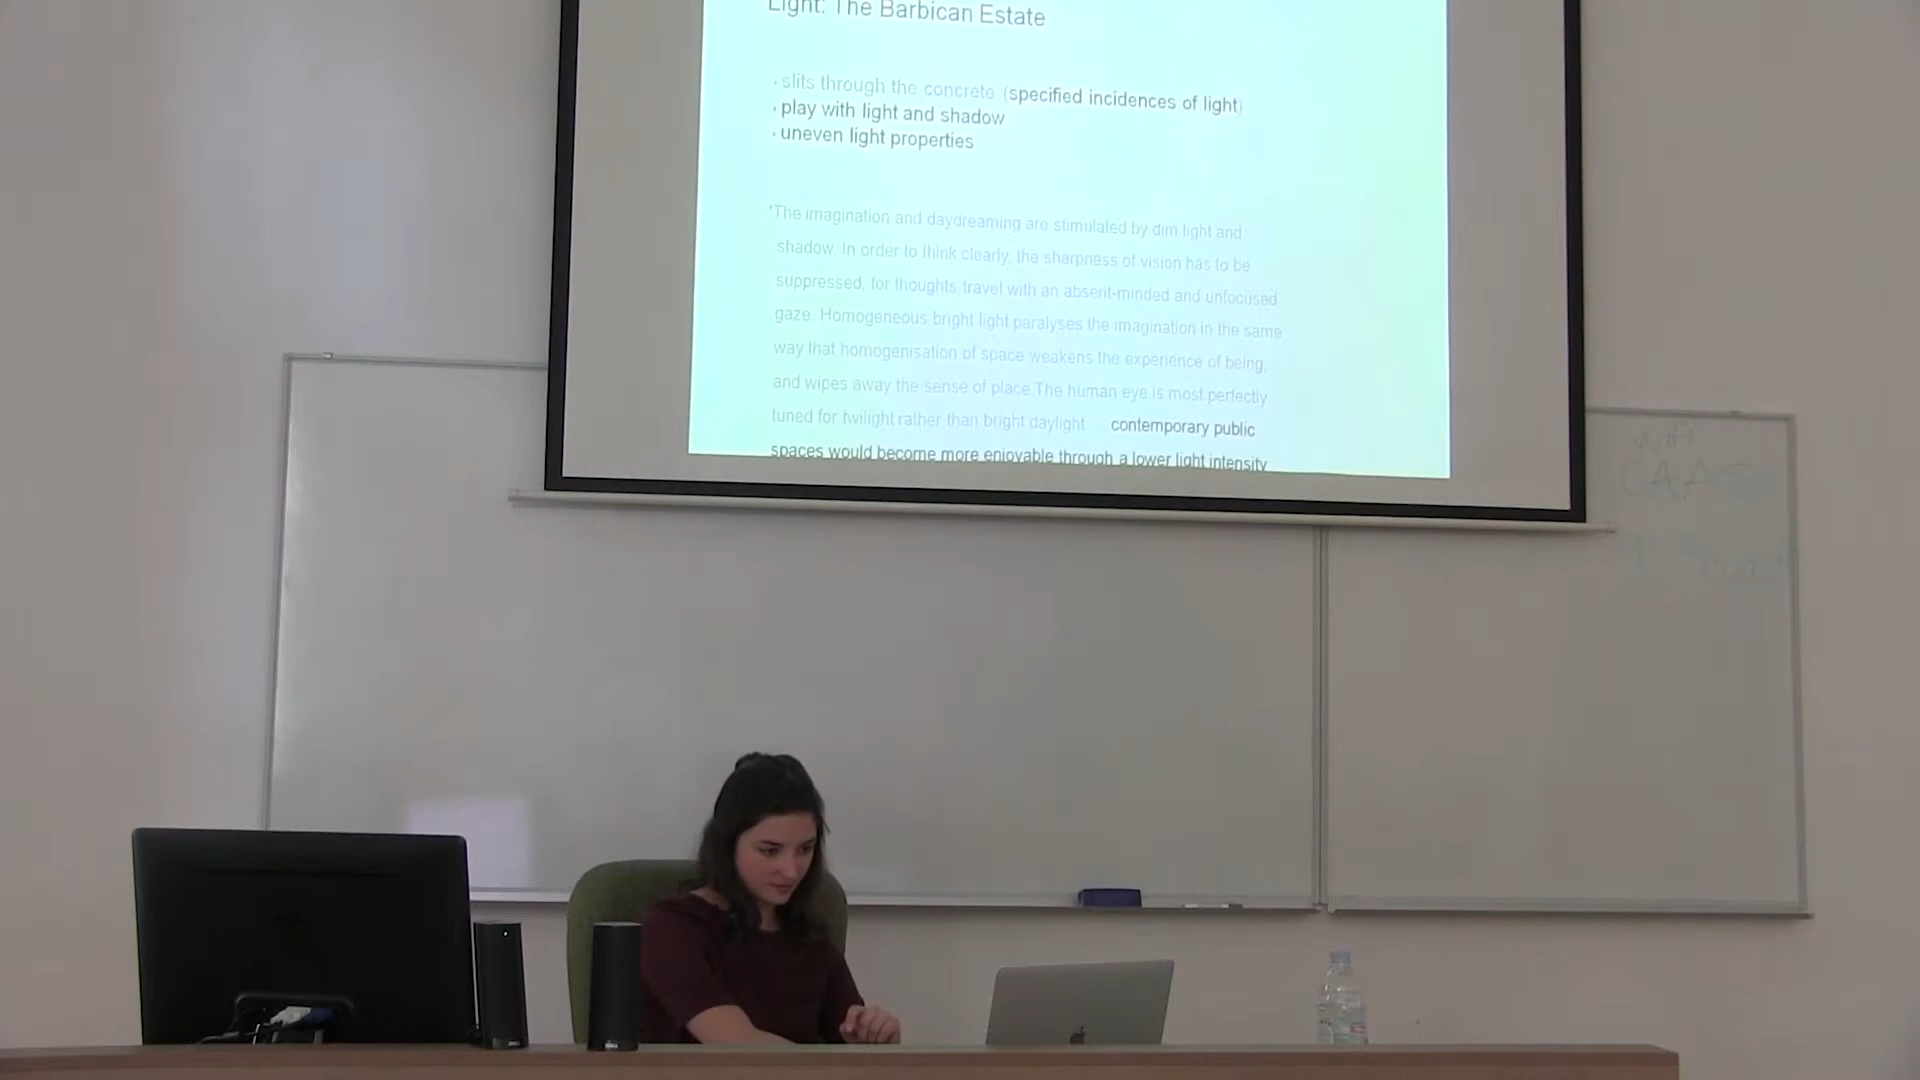 Light: The Barbican Estate
· slits through the concrete (specified incidences of light)
· play with light and shadow
· uneven light properties
'The imagination and daydreaming are stimulated by dim light and
shadow. In order to think clearly, the sharpness of vision has to be
suppressed, for thoughts travel with an absent-minded and unfocused
gaze. Homogeneous bright light paralyses the imagination in the same
way that homogenisation of space weakens the experience of being,
and wipes away the sense of place.The human eye is most perfectly
tuned for twilight rather than bright daylight contemporary public
spaces would become more enjoyable through a lower light intensity
CAAS